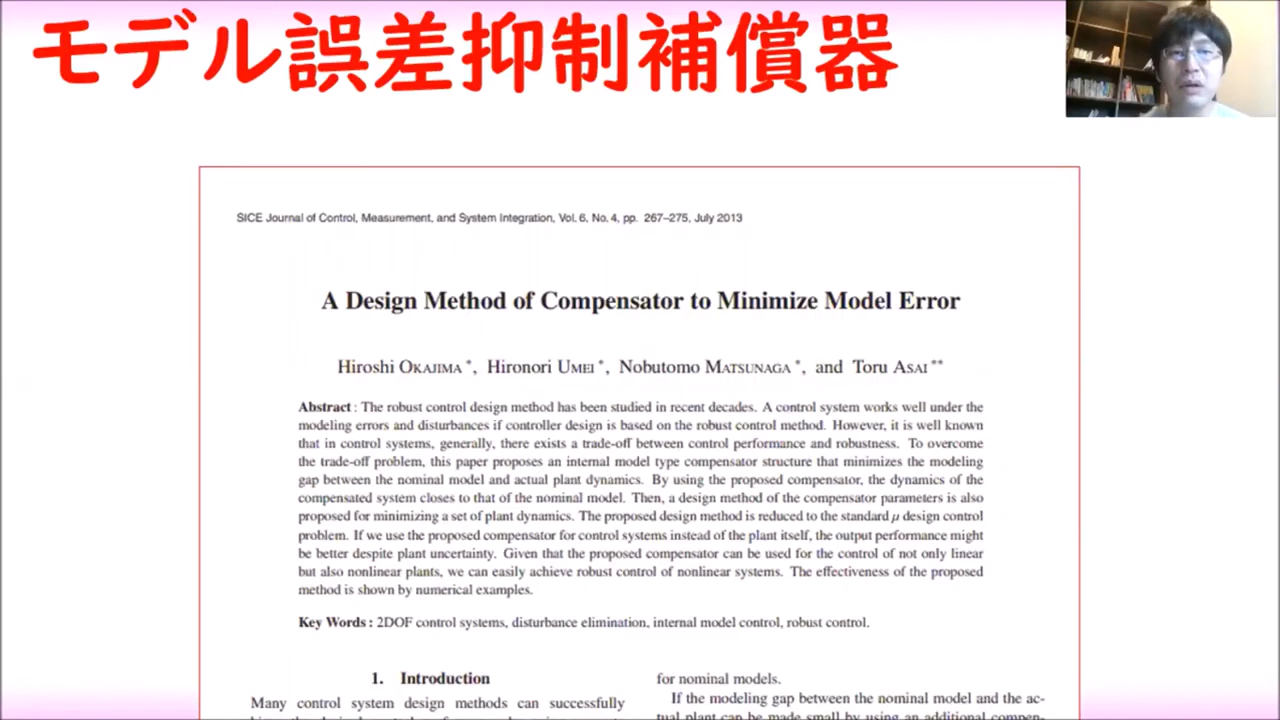 モデル誤差抑制補償器
SICE Journal of Control, Measurement, and System Integration, Vol. 6, No. 4, pp. 267–275, July 2013
A Design Method of Compensator to Minimize Model Error
Hiroshi OKAJIMA *, Hironori UMEI *, Nobutomo MATSUNAGA *, and Toru ASAI **
Abstract : The robust control design method has been studied in recent decades. A control system works well under the
modeling errors and disturbances if controller design is based on the robust control method. However, it is well known
that in control systems, generally, there exists a trade-off between control performance and robustness. To overcome
the trade-off problem, this paper proposes an internal model type compensator structure that minimizes the modeling
gap between the nominal model and actual plant dynamics. By using the proposed compensator, the dynamics of the
compensated system closes to that of the nominal model. Then, a design method of the compensator parameters is also
proposed for minimizing a set of plant dynamics. The proposed design method is reduced to the standard μ design control
problem. If we use the proposed compensator for control systems instead of the plant itself, the output performance might
be better despite plant uncertainty. Given that the proposed compensator can be used for the control of not only linear
but also nonlinear plants, we can easily achieve robust control of nonlinear systems. The effectiveness of the proposed
method is shown by numerical examples.
Key Words : 2DOF control systems, disturbance elimination, internal model control, robust control.
1. Introduction
Many control system design methods can successfully
for nominal models.
If the modeling gap between the nominal model and the ac-
tual plant can be made small by using an additional compen-